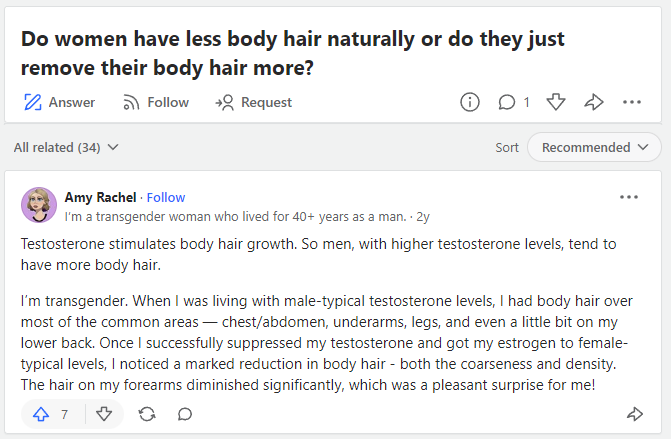 Do women have less body hair naturally or do they just
remove their body hair more?
Answer Follow Request 1
All related (34) Sort Recommended
Amy Rachel · Follow
I'm a transgender woman who lived for 40+ years as a man. · 2y
Testosterone stimulates body hair growth. So men, with higher testosterone levels, tend to
have more body hair.
I'm transgender. When I was living with male-typical testosterone levels, I had body hair over
most of the common areas — chest/abdomen, underarms, legs, and even a little bit on my
lower back. Once I successfully suppressed my testosterone and got my estrogen to female-
typical levels, I noticed a marked reduction in body hair - both the coarseness and density.
The hair on my forearms diminished significantly, which was a pleasant surprise for me!
7